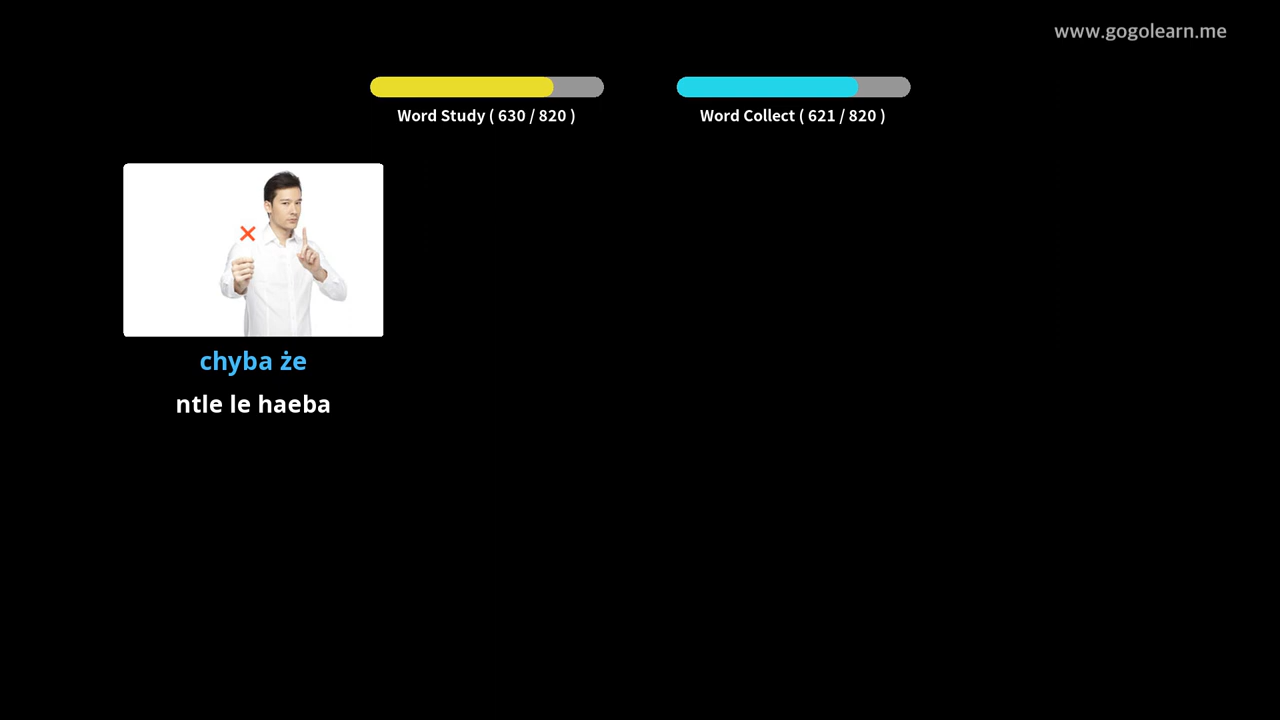 www.gogolearn.me
Word Study ( 630 / 820 )
Word Collect ( 621 / 820 )
chyba że
ntle le haeba